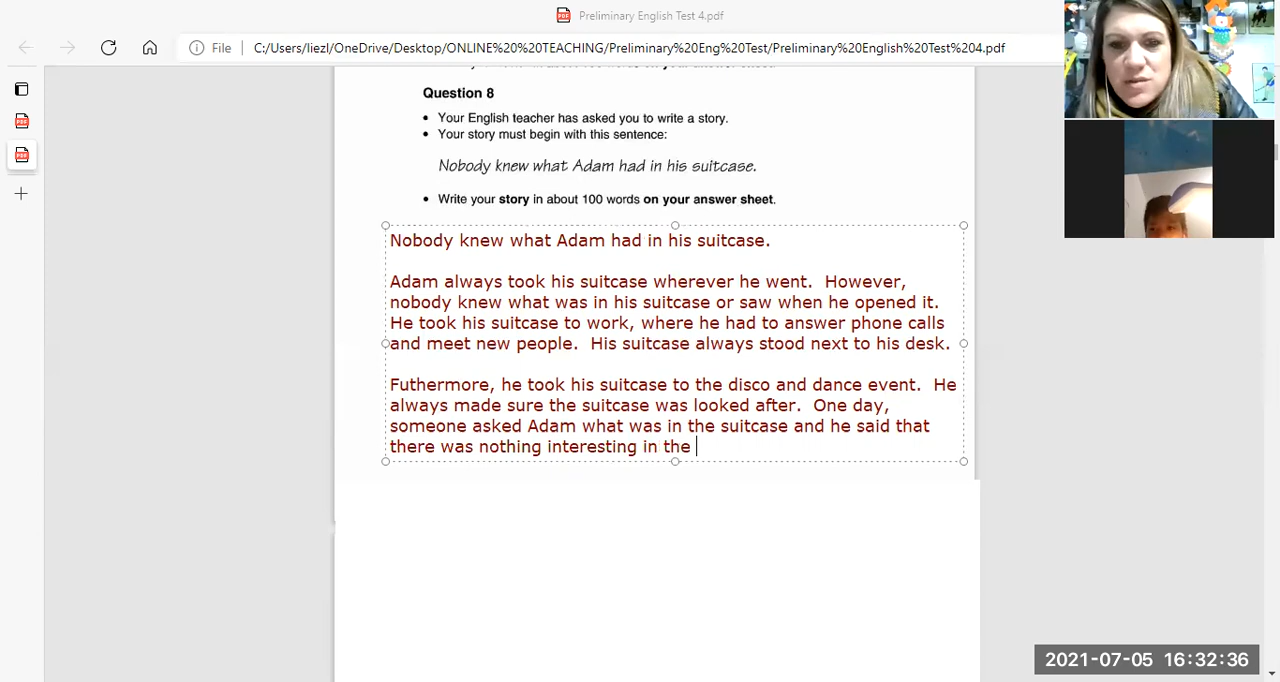 Preliminary English Test 4.pdf
File
C:/Users/liezl/OneDrive/Desktop/ONLINE%20%20TEACHING/Preliminary%20Eng%20Test/Preliminary%20English%20Test%204.pdf
Question 8
• Your English teacher has asked you to write a story.
• Your story must begin with this sentence:
Nobody knew what Adam had in his suitcase.
• Write your story in about 100 words on your answer sheet.
Nobody knew what Adam had in his suitcase.
Adam always took his suitcase wherever he went.  However,
nobody knew what was in his suitcase or saw when he opened it.
He took his suitcase to work, where he had to answer phone calls
and meet new people.  His suitcase always stood next to his desk.
Futhermore, he took his suitcase to the disco and dance event.  He
always made sure the suitcase was looked after.  One day,
someone asked Adam what was in the suitcase and he said that
there was nothing interesting in the
2021-07-05 16:32:36